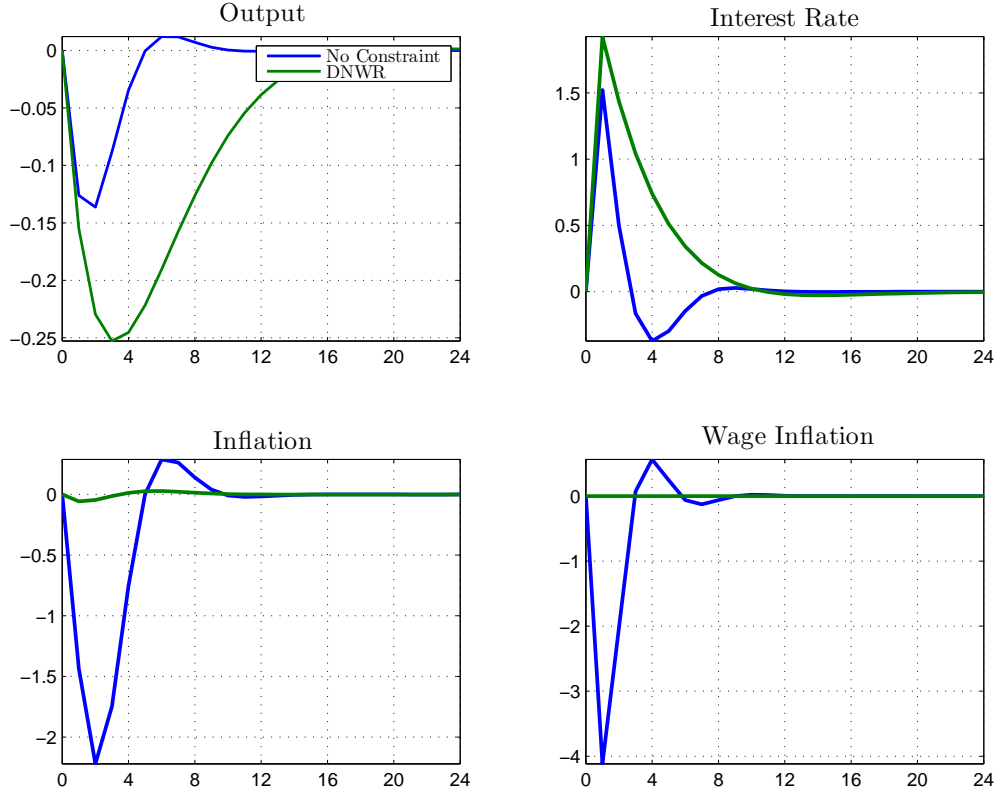 Output
0
−0.05
−0.1
−0.15
−0.2
−0.25
0 4 8 12 16 20 24
No Constraint
DNWR
Interest Rate
1.5
1
0.5
0
0 4 8 12 16 20 24
Inflation
0
−0.5
−1
−1.5
−2
0 4 8 12 16 20 24
Wage Inflation
0
−1
−2
−3
−4
0 4 8 12 16 20 24